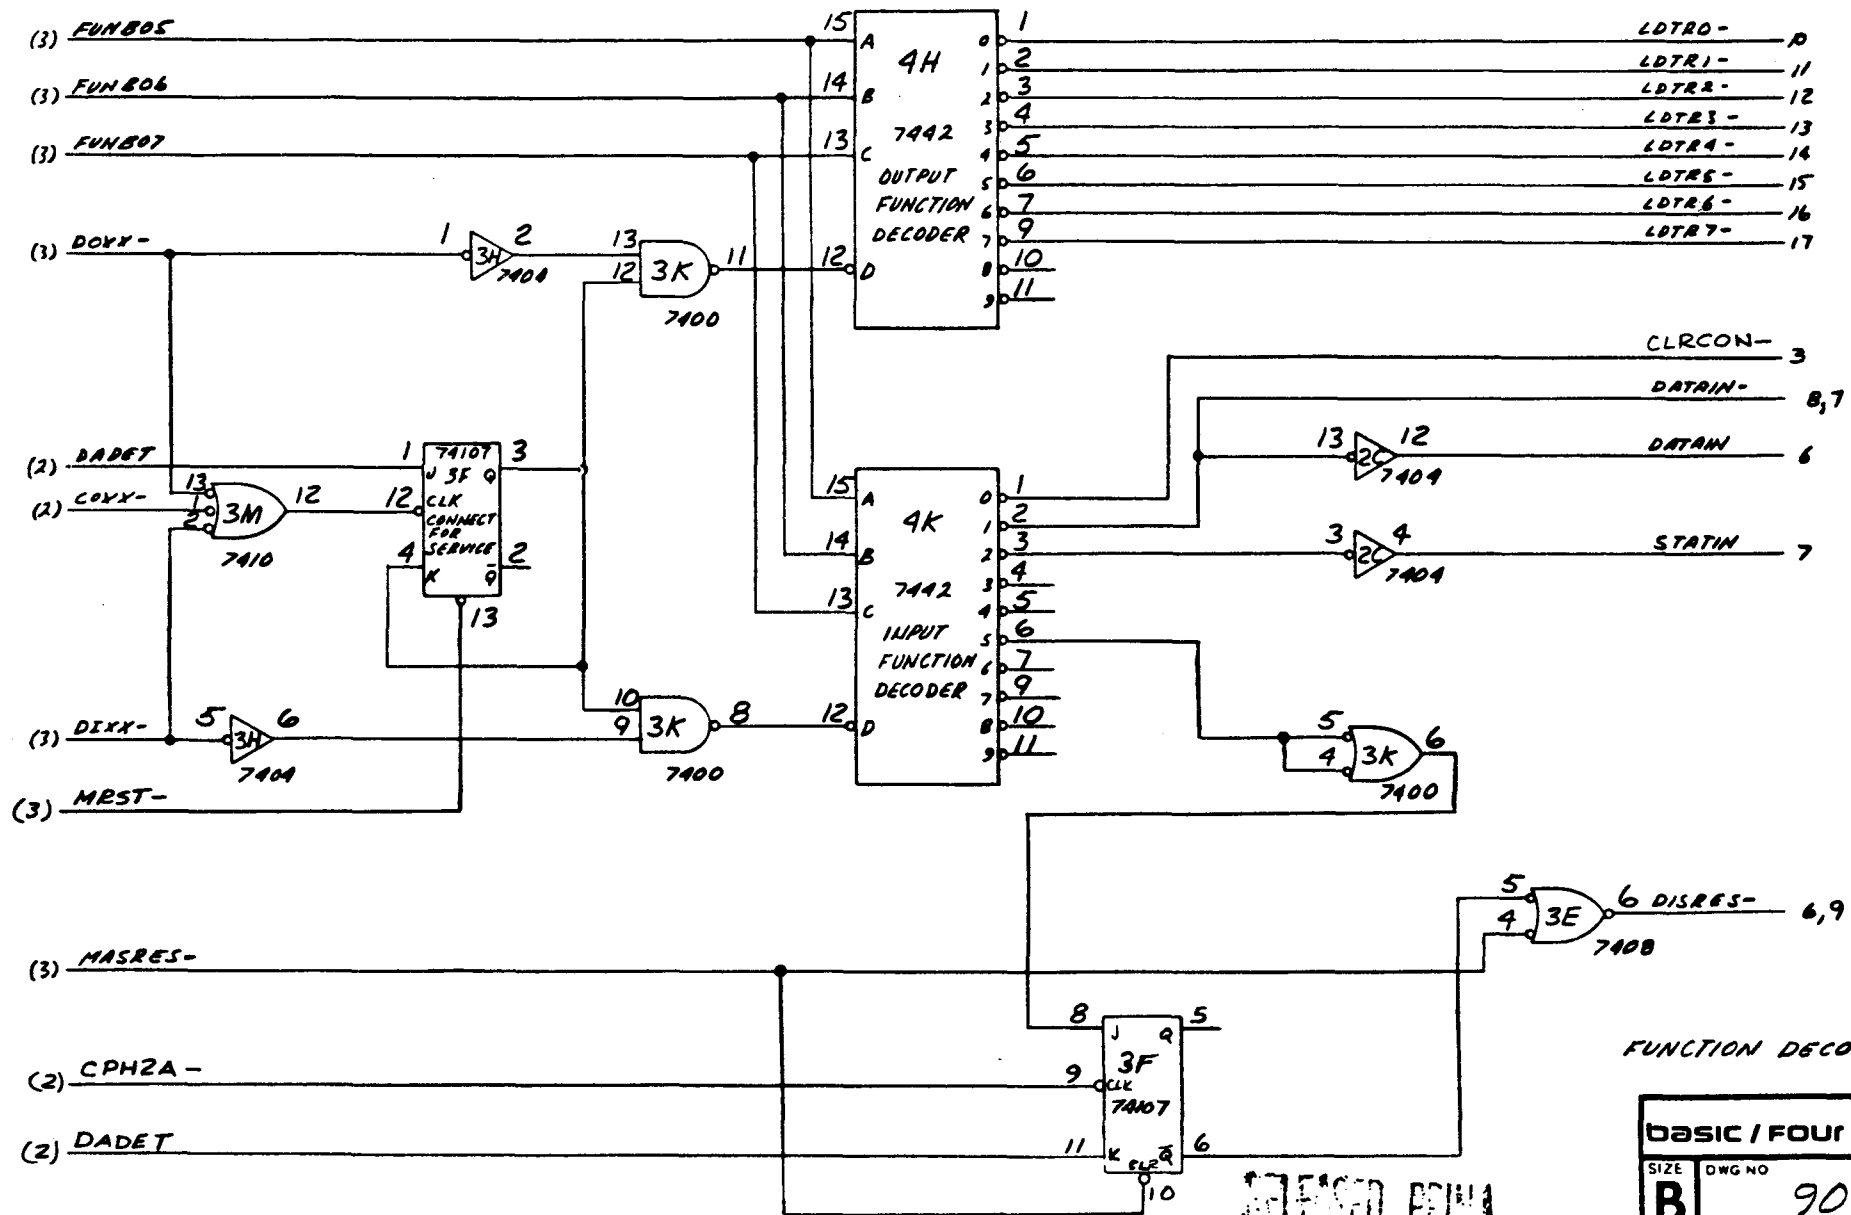 (3) FUNB05
(3) FUNB06
(3) FUNB07
(3) DOXX-
(2) DADET
(2) COXX-
(3) DIXX-
(3) MRST-
(3) MASRES-
(2) CPH2A-
(2) DADET
1 3H 2
7404
13
12 3K 11
7400
13
1
2 3M 12
7410
1 74107 3
J 3F Q
12 CLK
CONNECT
FOR
SERVICE
4 2
K Q̅
13
5 3H 6
7404
10
9 3K 8
7400
15 A
14 B
13 C
12 D
4H
7442
OUTPUT
FUNCTION
DECODER
0 1
1 2
2 3
3 4
4 5
5 6
6 7
7 9
8 10
9 11
LDTR0- 10
LDTR1- 11
LDTR2- 12
LDTR3- 13
LDTR4- 14
LDTR5- 15
LDTR6- 16
LDTR7- 17
15 A
14 B
13 C
12 D
4K
7442
INPUT
FUNCTION
DECODER
0 1
1 2
2 3
3 4
4 5
5 6
6 7
7 9
8 10
9 11
CLRCON- 3
DATAIN- 8,7
13 2C 12 DATAIN 6
7404
3 2C 4 STATIN 7
7404
5
4 3K 6
7400
5
4 3E 6 DISRES- 6,9
7408
8 J Q 5
3F
9 CLK
74107
11 K CLR Q̅ 6
10
FUNCTION DECO
basic / FOUR
SIZE DWG NO
B 90